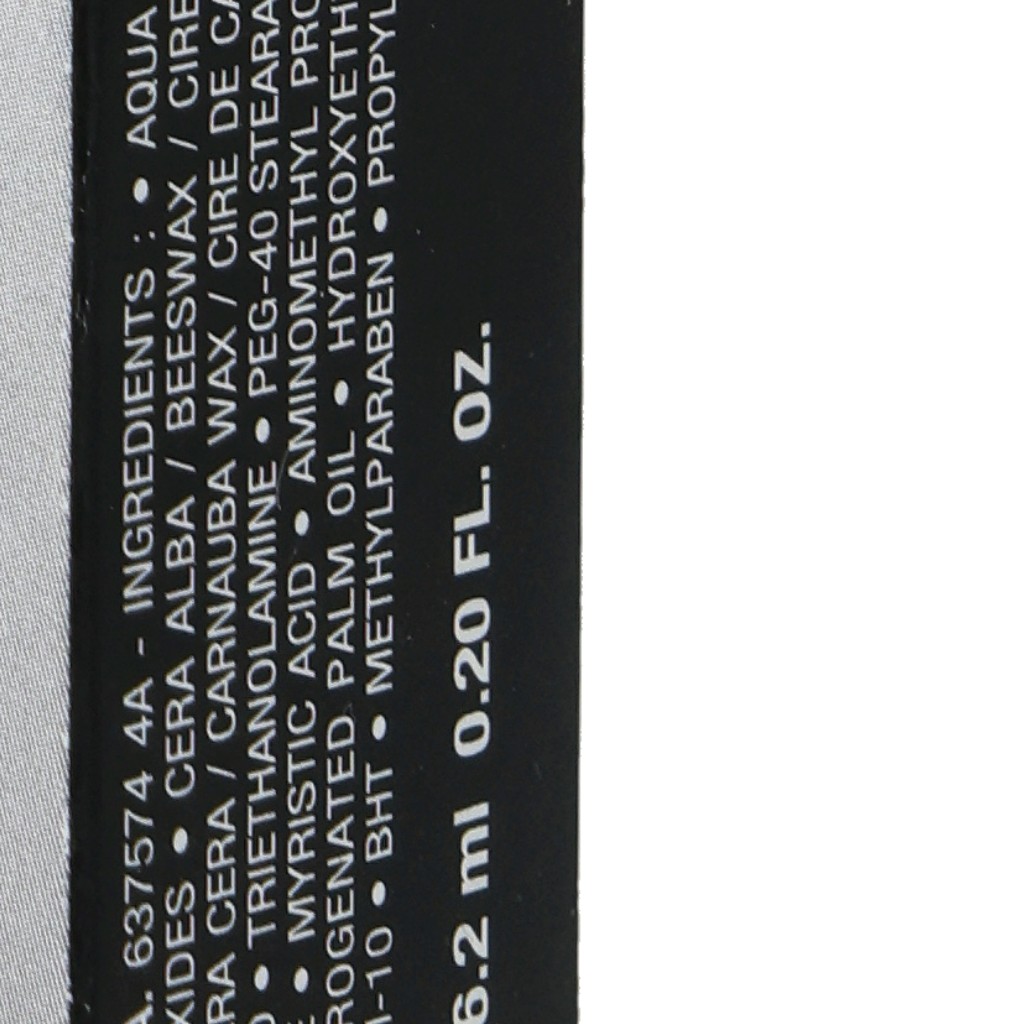 A. 63757 4 4A - INGREDIENTS : • AQUA
XIDES • CERA ALBA / BEESWAX / CIRE
RA CERA / CARNAUBA WAX / CIRE DE CA
• TRIETHANOLAMINE • PEG-40 STEARA
• MYRISTIC ACID • AMINOMETHYL PRO
ROGENATED PALM OIL • HYDROXYETH
-10 • BHT • METHYLPARABEN • PROPYL
6.2 ml 0.20 FL. OZ.